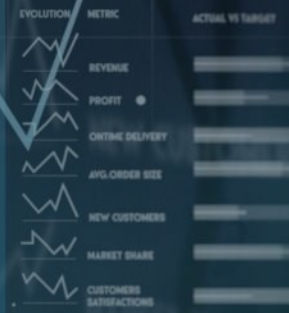 EVOLUTION METRIC ACTUAL VS TARGET
REVENUE
PROFIT
ONTIME DELIVERY
AVG.ORDER SIZE
NEW CUSTOMERS
MARKET SHARE
CUSTOMERS
SATISFACTIONS